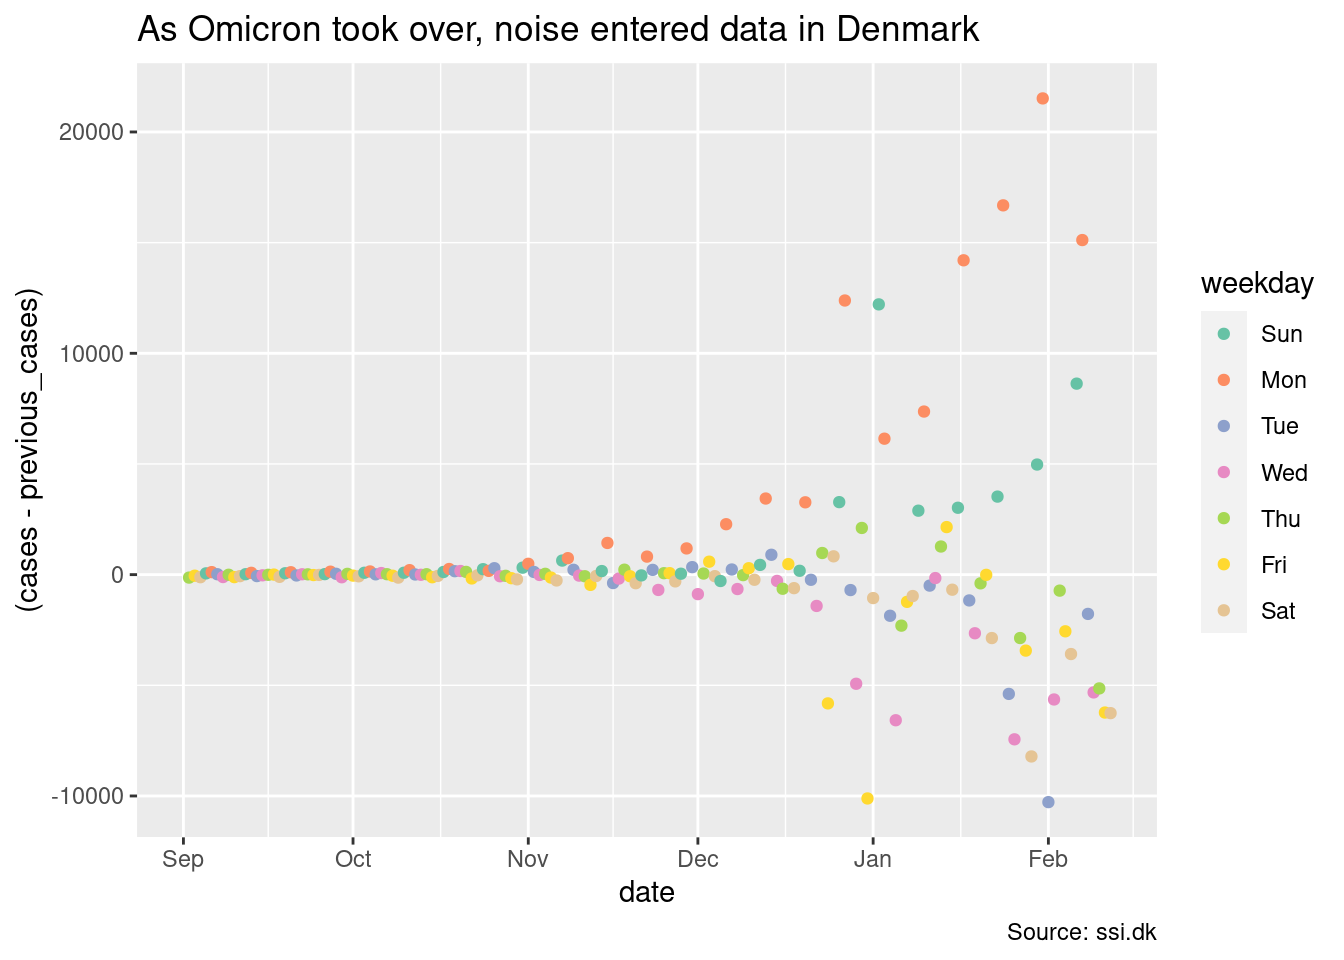 As Omicron took over, noise entered data in Denmark
(cases - previous_cases)
20000
10000
0
-10000
Sep Oct Nov Dec Jan Feb
date
weekday
Sun
Mon
Tue
Wed
Thu
Fri
Sat
Source: ssi.dk